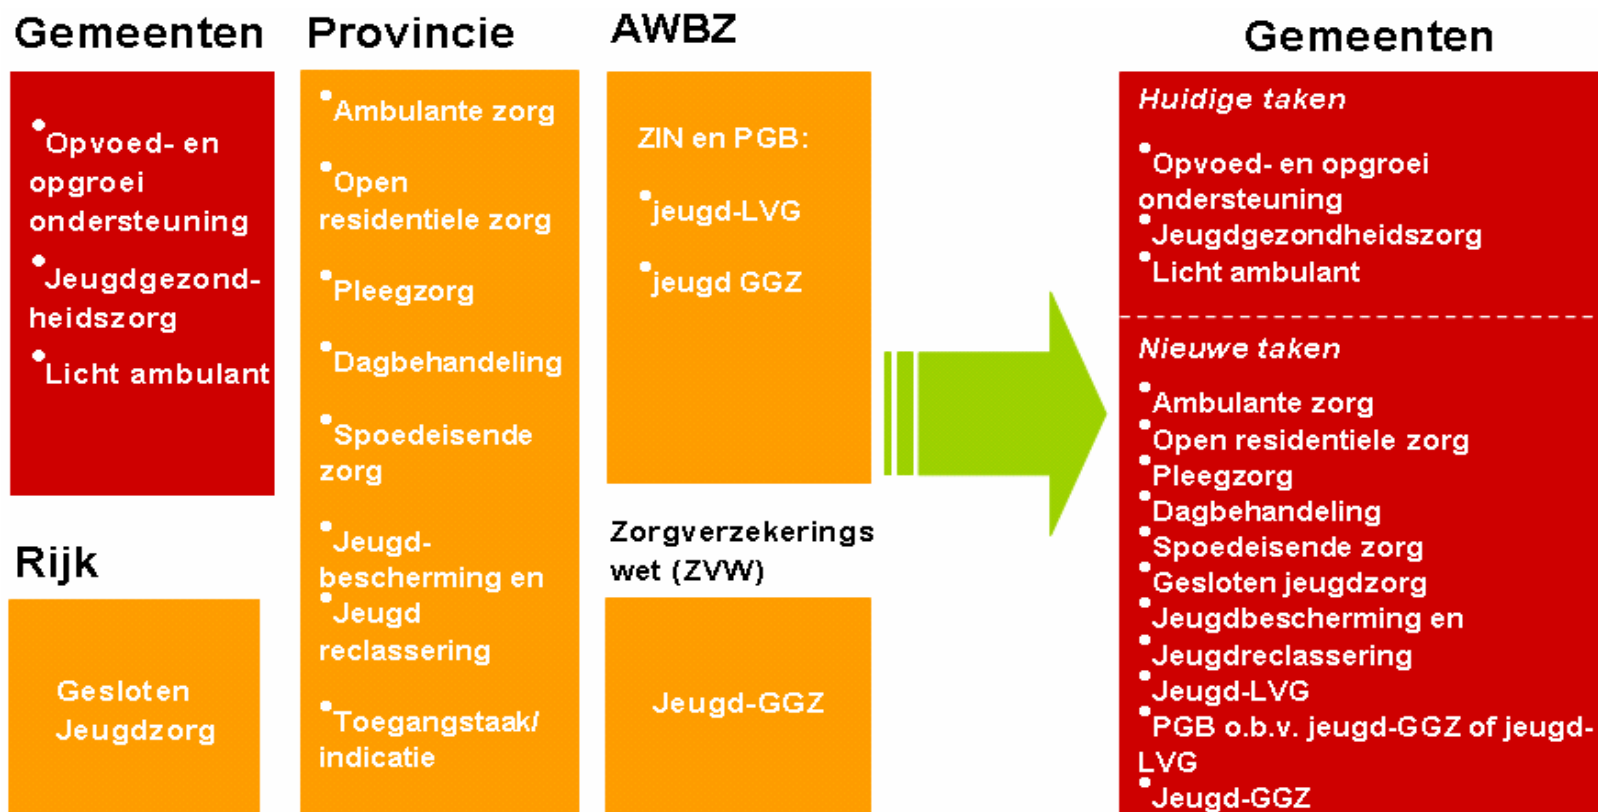 Gemeenten
• Opvoed- en
opgroei
ondersteuning
• Jeugdgezond-
heidszorg
• Licht ambulant
Rijk
Gesloten
Jeugdzorg
Provincie
• Ambulante zorg
• Open
residentiele zorg
• Pleegzorg
• Dagbehandeling
• Spoedeisende
zorg
• Jeugd-
bescherming en
• Jeugd
reclassering
• Toegangstaak/
indicatie
AWBZ
ZIN en PGB:
• jeugd-LVG
• jeugd GGZ
Zorgverzekerings
wet (ZVW)
Jeugd-GGZ
Gemeenten
Huidige taken
• Opvoed- en opgroei
ondersteuning
• Jeugdgezondheidszorg
• Licht ambulant
Nieuwe taken
• Ambulante zorg
• Open residentiele zorg
• Pleegzorg
• Dagbehandeling
• Spoedeisende zorg
• Gesloten jeugdzorg
• Jeugdbescherming en
• Jeugdreclassering
• Jeugd-LVG
• PGB o.b.v. jeugd-GGZ of jeugd-
LVG
• Jeugd-GGZ